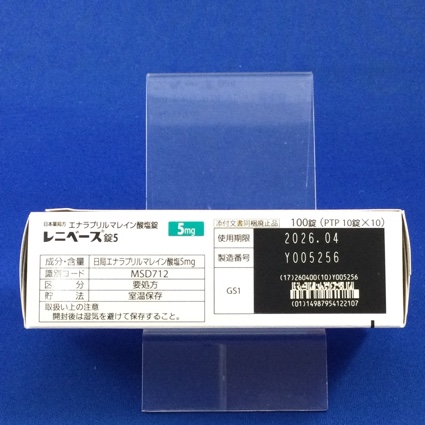 日本薬局方 エナラプリルマレイン酸塩錠
レニベース®錠5
5mg
添付文書同梱廃止品
100錠(PTP 10錠×10)
成分・含量 日局エナラプリルマレイン酸塩5mg
識別コード MSD712
区分 要処方
貯法 室温保存
取扱い上の注意
開封後は湿気を避けて保存すること。
使用期限 2026.04
製造番号 Y005256
GS1
(17)260400(10)Y005256
(01)14987954122107